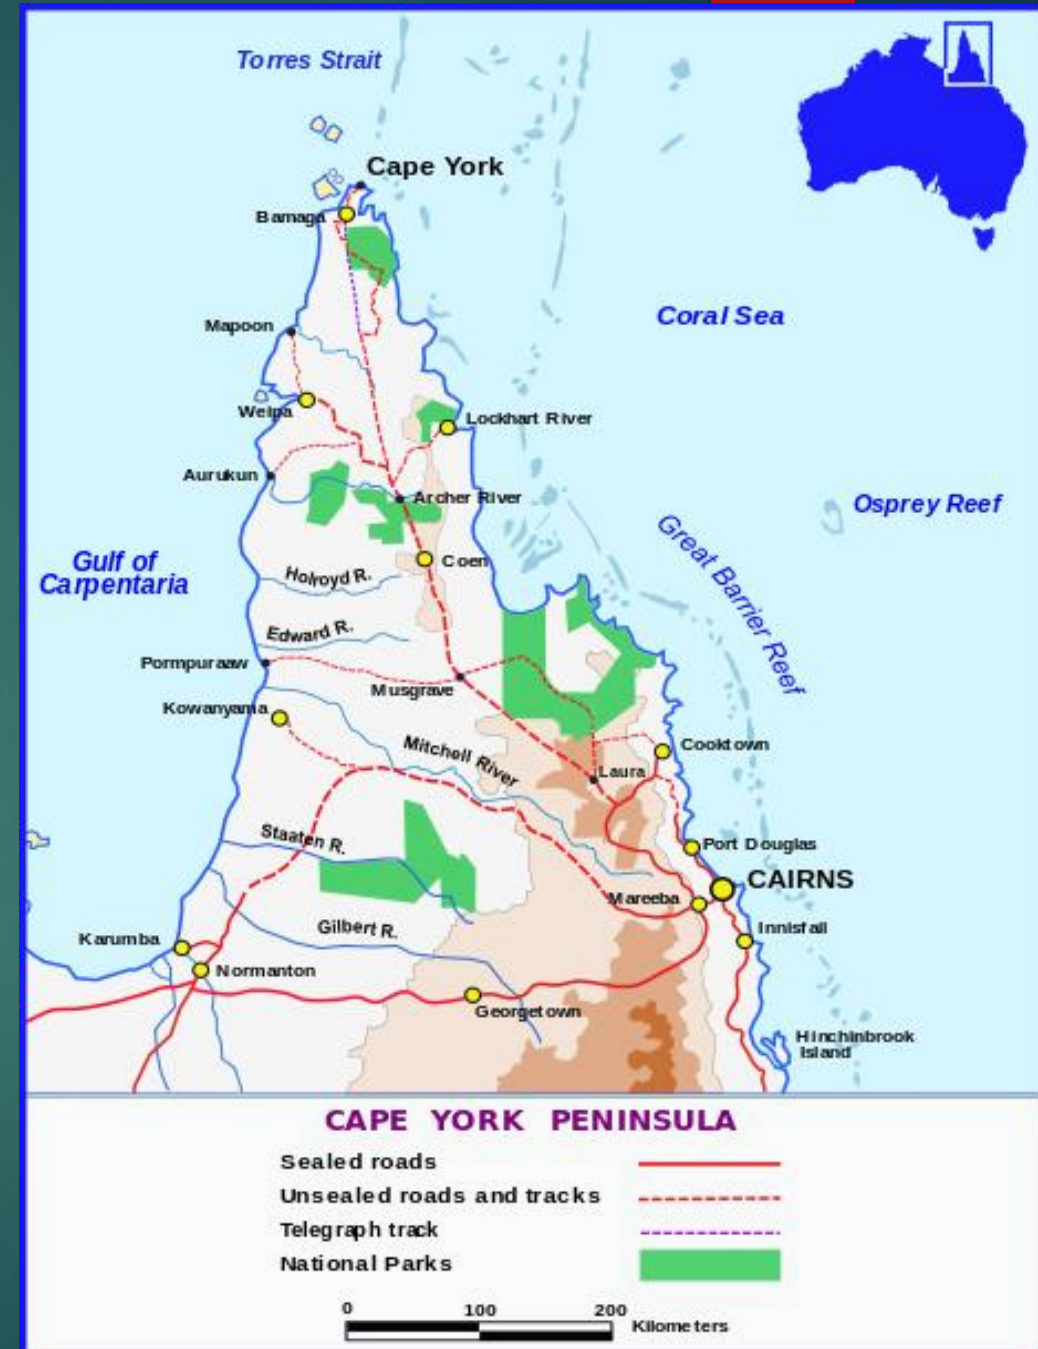 Torres Strait
Cape York
Bamaga
Coral Sea
Mapoon
Weipa
Lockhart River
Aurukun
Archer River
Osprey Reef
Great Barrier Reef
Gulf of
Carpentaria
Coen
Holroyd R.
Edward R.
Pormpuraaw
Musgrave
Kowanyama
Mitchell River
Cooktown
Laura
Staaten R.
Port Douglas
CAIRNS
Mareeba
Gilbert R.
Innisfail
Karumba
Normanton
Georgetown
Hinchinbrook
Island
CAPE YORK PENINSULA
Sealed roads
Unsealed roads and tracks
Telegraph track
National Parks
0 100 200
Kilometers